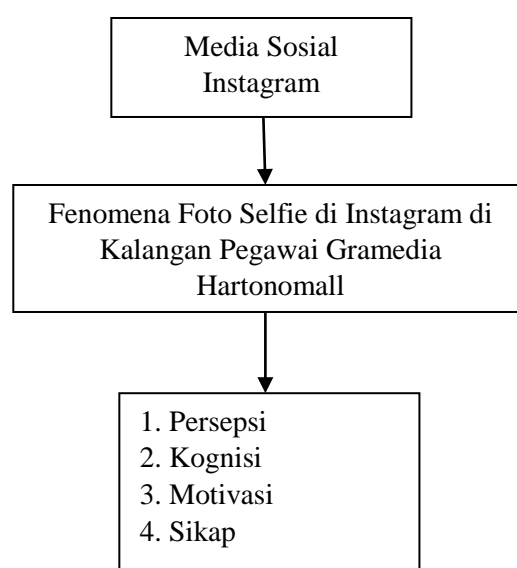 Media Sosial
Instagram
Fenomena Foto Selfie di Instagram di
Kalangan Pegawai Gramedia
Hartonomall
1. Persepsi
2. Kognisi
3. Motivasi
4. Sikap